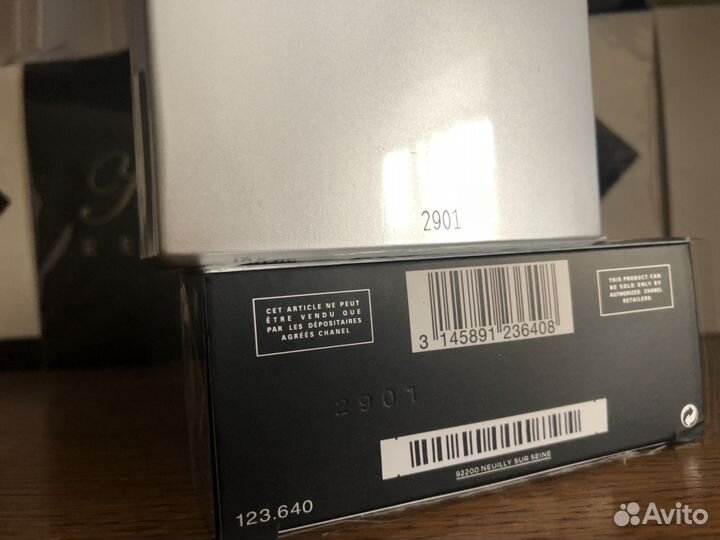 2901
CET ARTICLE NE PEUT
ÊTRE VENDU QUE
PAR LES DÉPOSITAIRES
AGRÉÉS CHANEL
3 145891 236408
THIS PRODUCT CAN
BE SOLD ONLY BY
AUTHORIZED CHANEL
RETAILERS
2901
92200 NEUILLY SUR SEINE
123.640
Avito